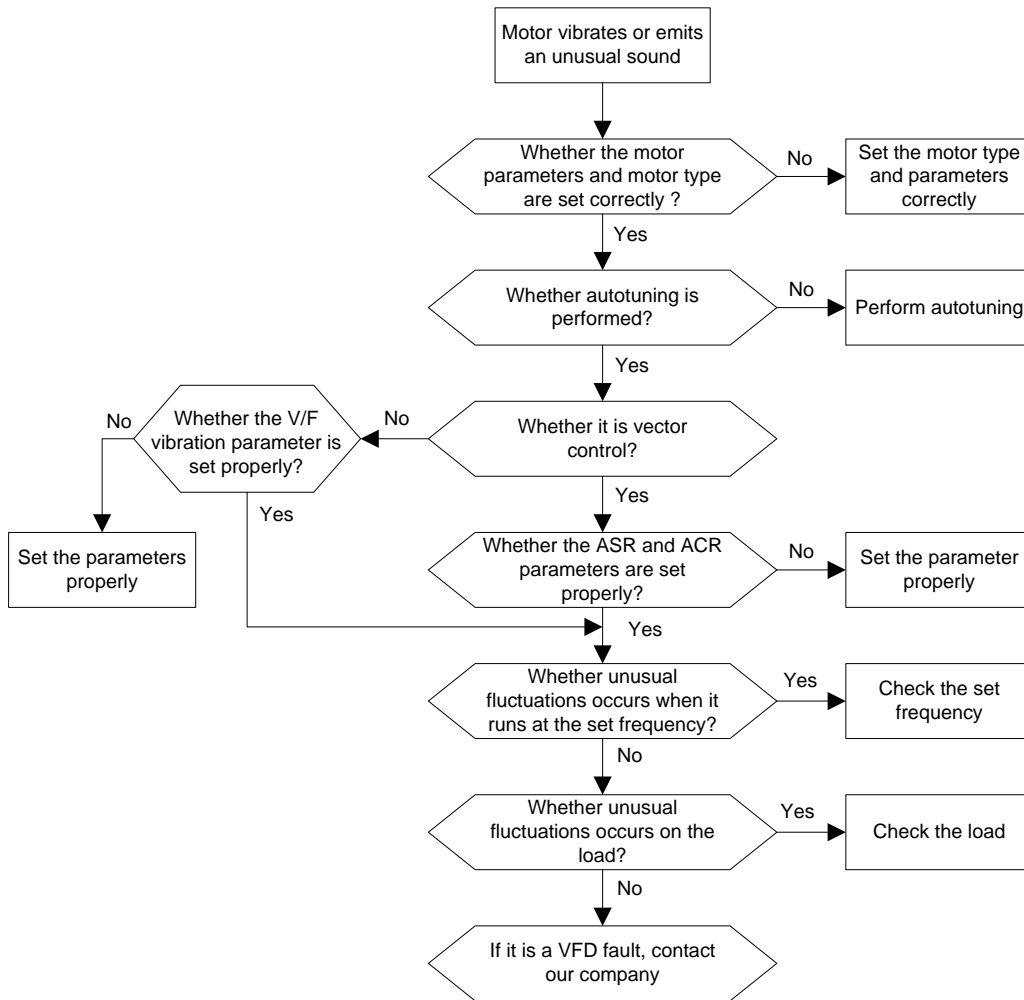 Motor vibrates or emits
an unusual sound
Whether the motor
parameters and motor type
are set correctly ?
No
Set the motor type
and parameters
correctly
Yes
Whether autotuning is
performed?
No
Perform autotuning
Yes
Whether it is vector
control?
No
Whether the V/F
vibration parameter is
set properly?
No
Set the parameters
properly
Yes
Yes
Whether the ASR and ACR
parameters are set
properly?
No
Set the parameter
properly
Yes
Whether unusual
fluctuations occurs when it
runs at the set frequency?
Yes
Check the set
frequency
No
Whether unusual
fluctuations occurs on the
load?
Yes
Check the load
No
If it is a VFD fault, contact
our company